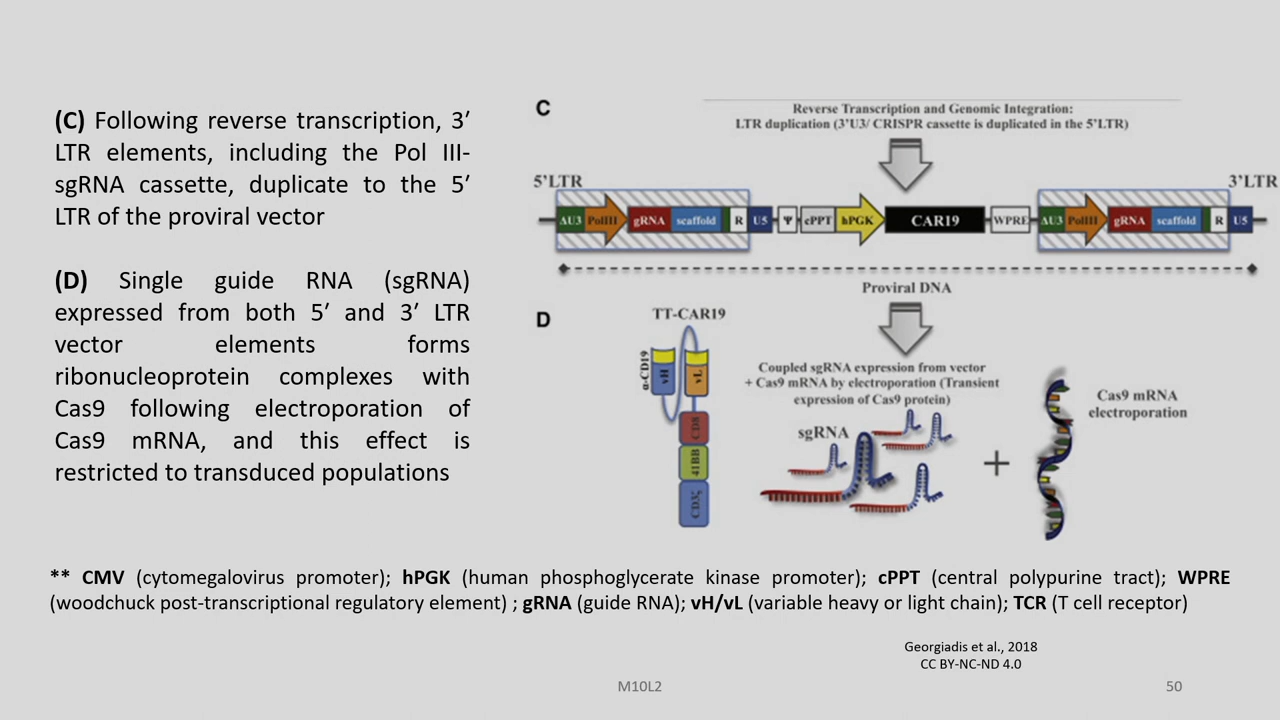 (C) Following reverse transcription, 3′
LTR elements, including the Pol III-
sgRNA cassette, duplicate to the 5′
LTR of the proviral vector
(D) Single guide RNA (sgRNA)
expressed from both 5′ and 3′ LTR
vector elements forms
ribonucleoprotein complexes with
Cas9 following electroporation of
Cas9 mRNA, and this effect is
restricted to transduced populations
C
Reverse Transcription and Genomic Integration:
LTR duplication (3'U3/ CRISPR cassette is duplicated in the 5'LTR)
5'LTR 3'LTR
ΔU3 PolIII gRNA scaffold R U5 Ψ cPPT hPGK CAR19 WPRE ΔU3 PolIII gRNA scaffold R U5
Proviral DNA
D
TT-CAR19
α-CD19
vH
vL
CD8
41BB
CD3ζ
Coupled sgRNA expression from vector
+ Cas9 mRNA by electroporation (Transient
expression of Cas9 protein)
sgRNA
+
Cas9 mRNA
electroporation
** CMV (cytomegalovirus promoter); hPGK (human phosphoglycerate kinase promoter); cPPT (central polypurine tract); WPRE
(woodchuck post-transcriptional regulatory element) ; gRNA (guide RNA); vH/vL (variable heavy or light chain); TCR (T cell receptor)
Georgiadis et al., 2018
CC BY-NC-ND 4.0
M10L2
50